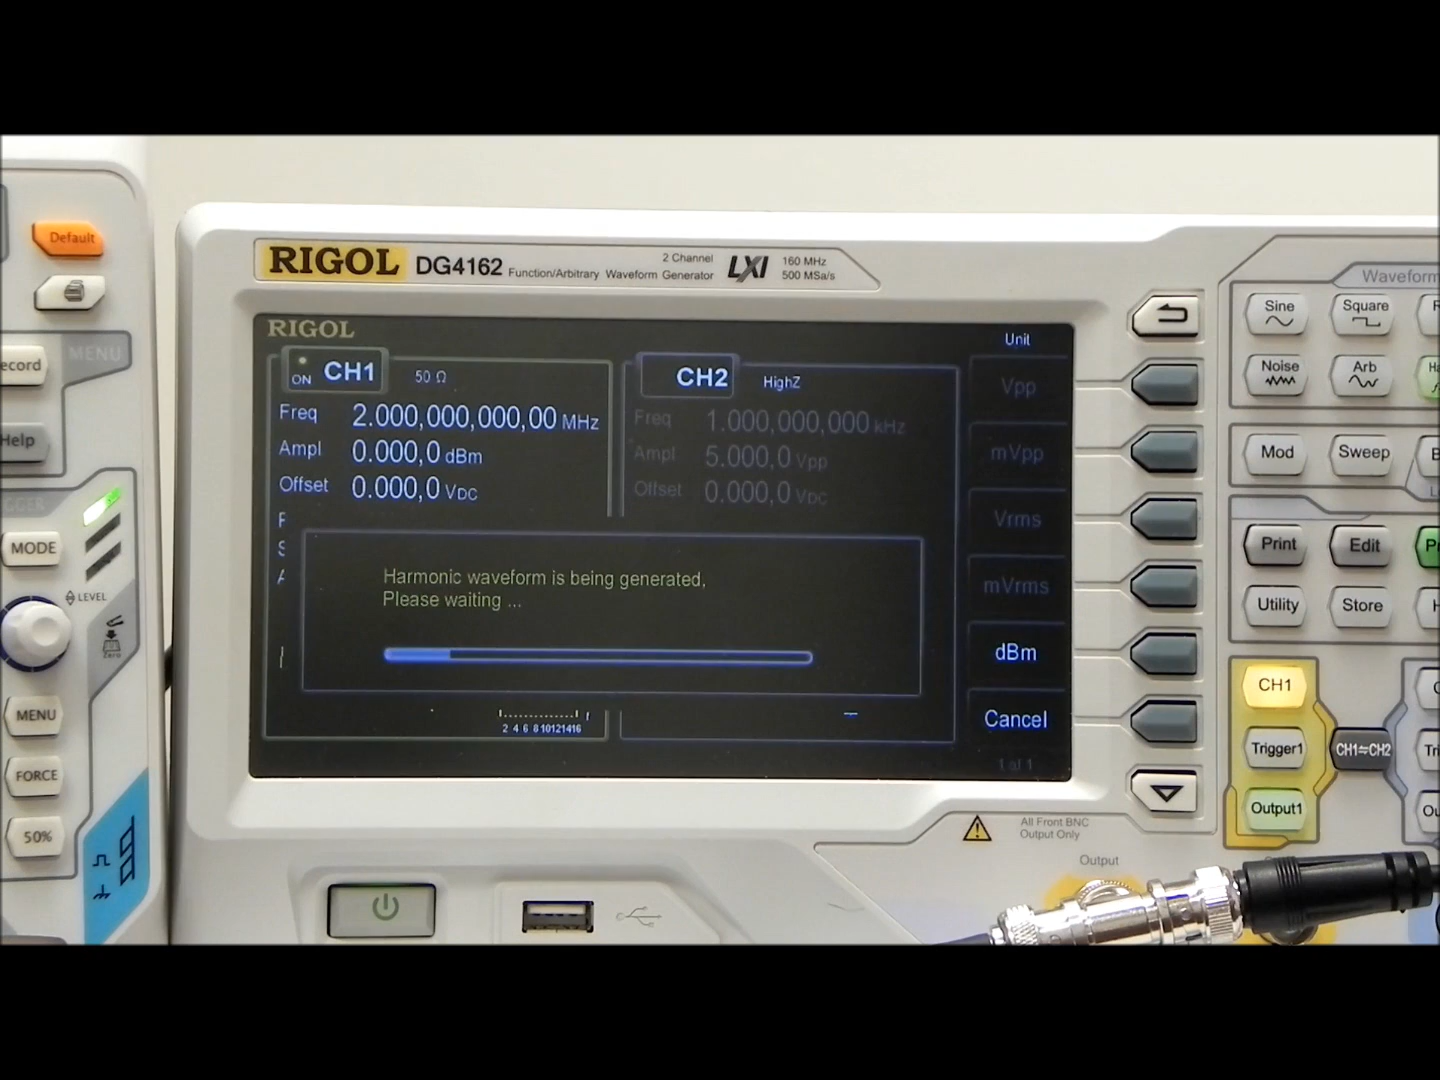 Default
ecord
MENU
Help
MODE
LEVEL
Zero
MENU
FORCE
50%
RIGOL DG4162 Function/Arbitrary Waveform Generator
2 Channel
LXI
160 MHz
500 MSa/s
RIGOL
ON CH1 50 Ω
Freq 2.000,000,000,00 MHz
Ampl 0.000,0 dBm
Offset 0.000,0 VDC
CH2 HighZ
Freq 1.000,000,000 kHz
Ampl 5.000,0 Vpp
Offset 0.000,0 VDC
Harmonic waveform is being generated,
Please waiting ...
2 4 6 8 10121416
Unit
Vpp
mVpp
Vrms
mVrms
dBm
Cancel
1 of 1
Waveform
Sine
Square
Noise
Arb
Ha
Mod
Sweep
Print
Edit
Pr
Utility
Store
H
CH1
Trigger1
CH1⇌CH2
Tri
Output1
Ou
All Front BNC
Output Only
Output